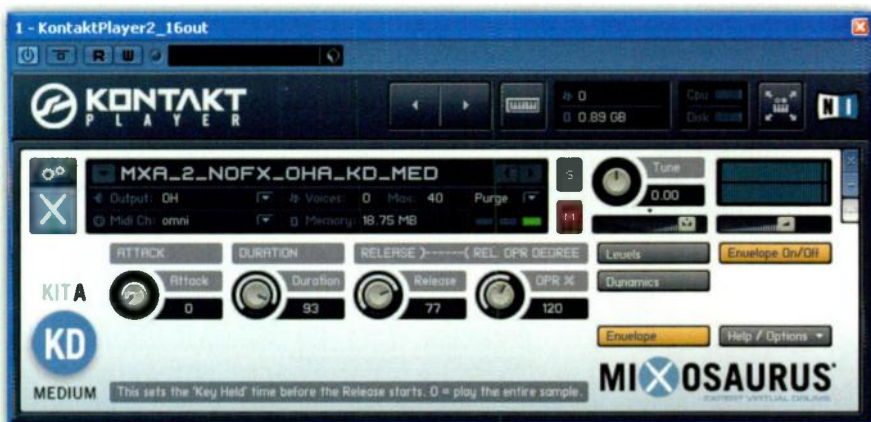 1 - KontaktPlayer2_16out
R W
KONTAKT
PLAYER
0
0.89 GB
Cpu
Disk
NI
MXA_2_NOFX_OHA_KD_MED
Output: OH Voices: 0 Max: 40 Purge
Midi Ch: omni Memory: 18.75 MB
S
M
Tune
0.00
ATTACK DURATION RELEASE )-----( REL. OPR DEGREE
Attack Duration Release OPR %
0 93 77 120
Levels Envelope On/Off
Dynamics
Envelope Help / Options
KIT A
KD
MEDIUM
This sets the 'Key Held' time before the Release starts. 0 = play the entire sample.
MIXOSAURUS
EXPERT VIRTUAL DRUMS